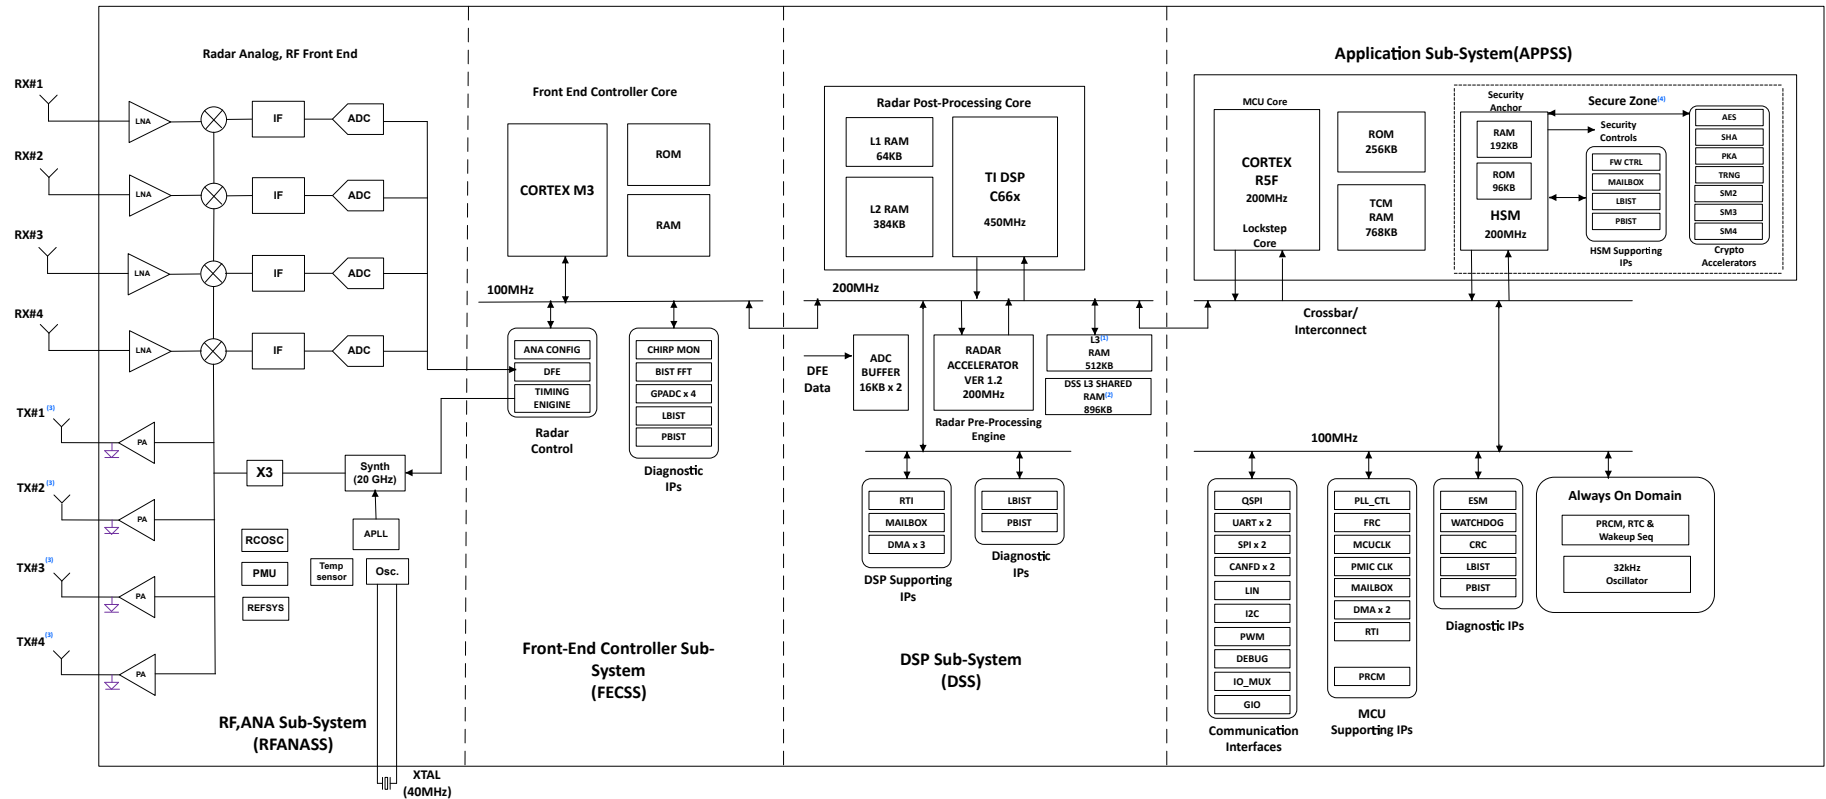 Radar Analog, RF Front End
RX#1
LNA
IF
ADC
RX#2
LNA
IF
ADC
RX#3
LNA
IF
ADC
RX#4
LNA
IF
ADC
TX#1(3)
PA
TX#2(3)
PA
TX#3(3)
PA
TX#4(3)
PA
X3
Synth
(20 GHz)
APLL
RCOSC
PMU
REFSYS
Temp
sensor
Osc.
RF,ANA Sub-System
(RFANASS)
XTAL
(40MHz)
Front End Controller Core
CORTEX M3
ROM
RAM
100MHz
ANA CONFIG
DFE
TIMING
ENIGINE
Radar
Control
CHIRP MON
BIST FFT
GPADC x 4
LBIST
PBIST
Diagnostic
IPs
Front-End Controller Sub-
System
(FECSS)
Radar Post-Processing Core
L1 RAM
64KB
L2 RAM
384KB
TI DSP
C66x
450MHz
200MHz
DFE
Data
ADC
BUFFER
16KB x 2
RADAR
ACCELERATOR
VER 1.2
200MHz
Radar Pre-Processing
Engine
L3(1)
RAM
512KB
DSS L3 SHARED
RAM(2)
896KB
RTI
MAILBOX
DMA x 3
DSP Supporting
IPs
LBIST
PBIST
Diagnostic
IPs
DSP Sub-System
(DSS)
Application Sub-System(APPSS)
MCU Core
CORTEX
R5F
200MHz
Lockstep
Core
ROM
256KB
TCM
RAM
768KB
Security
Anchor
RAM
192KB
ROM
96KB
HSM
200MHz
Secure Zone(4)
Security
Controls
FW CTRL
MAILBOX
LBIST
PBIST
HSM Supporting
IPs
AES
SHA
PKA
TRNG
SM2
SM3
SM4
Crypto
Accelerators
Crossbar/
Interconnect
100MHz
QSPI
UART x 2
SPI x 2
CANFD x 2
LIN
I2C
PWM
DEBUG
IO_MUX
GIO
Communication
Interfaces
PLL_CTL
FRC
MCUCLK
PMIC CLK
MAILBOX
DMA x 2
RTI
PRCM
MCU
Supporting IPs
ESM
WATCHDOG
CRC
LBIST
PBIST
Diagnostic IPs
Always On Domain
PRCM, RTC &
Wakeup Seq
32kHz
Oscillator